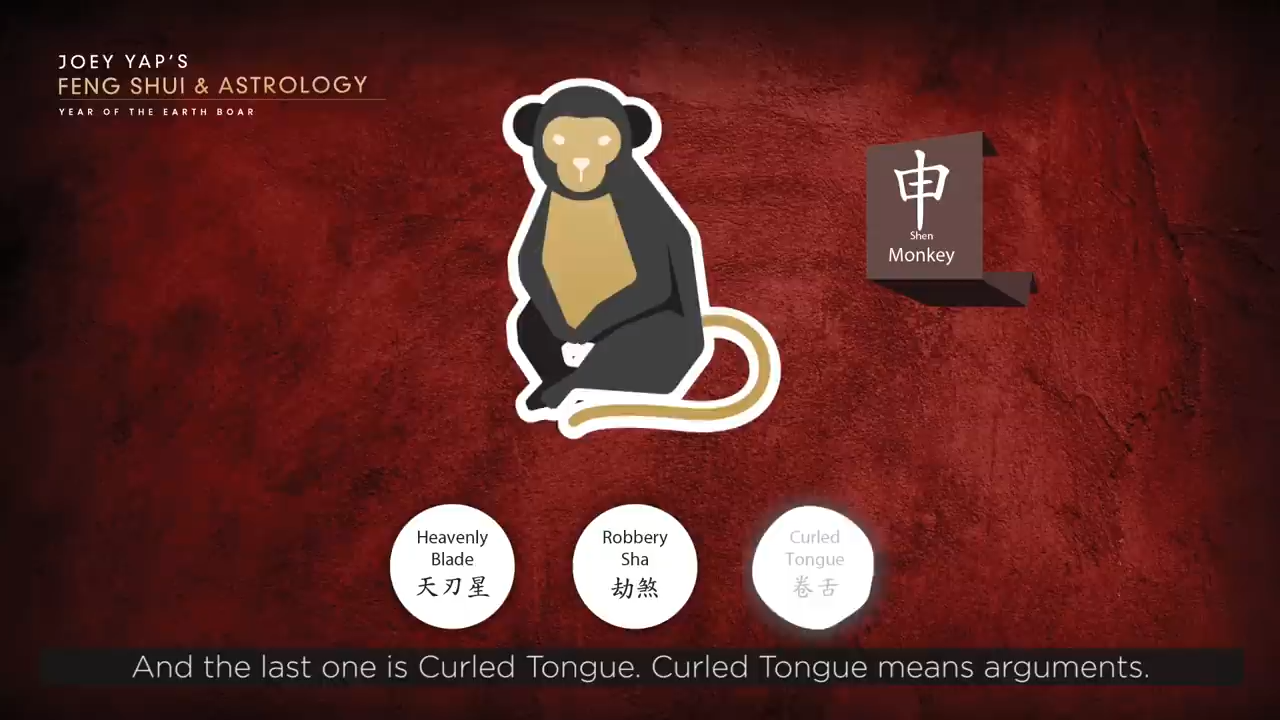 JOEY YAP'S
FENG SHUI & ASTROLOGY
YEAR OF THE EARTH BOAR
申
Shen
Monkey
Heavenly
Blade
天刃星
Robbery
Sha
劫煞
Curled
Tongue
卷舌
And the last one is Curled Tongue. Curled Tongue means arguments.